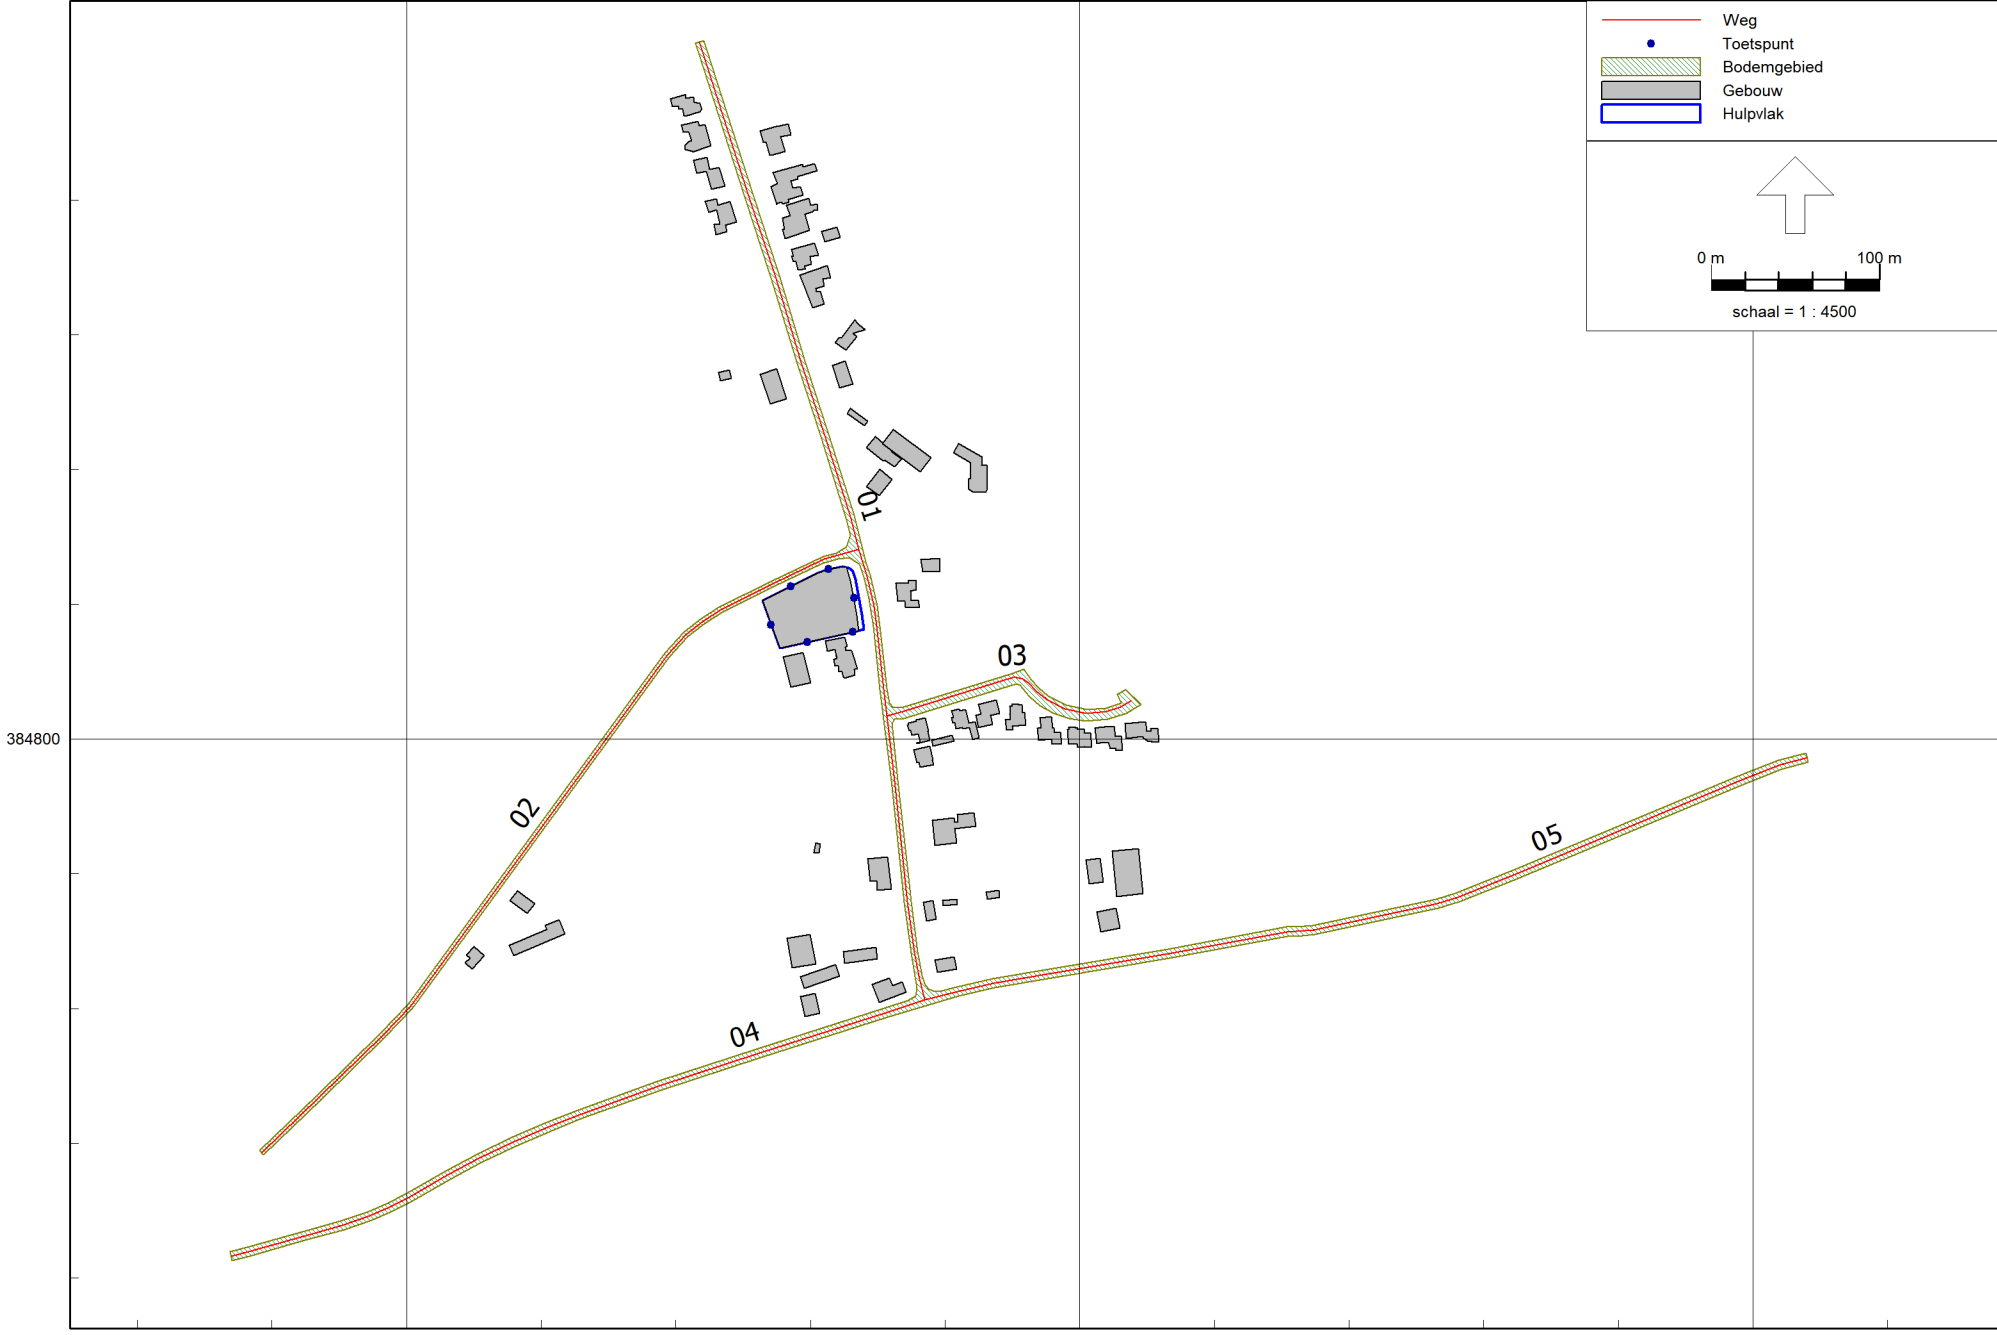 Weg
Toetspunt
Bodemgebied
Gebouw
Hulpvlak
0 m 100 m
schaal = 1 : 4500
01
03
384800
02
05
04